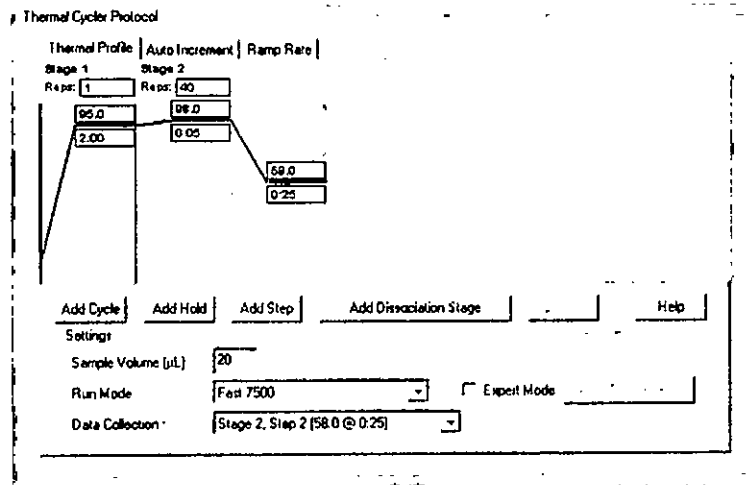 Thermal Cycler Protocol
Thermal Profile Auto Increment Ramp Rate
Stage 1 Stage 2
Reps: 1 Reps: 40
95.0 98.0
2:00 0:05
58.0
0:25
Add Cycle Add Hold Add Step Add Dissociation Stage Help
Settings
Sample Volume (µL) 20
Run Mode Fast 7500 Expert Mode
Data Collection : Stage 2, Step 2 (58.0 @ 0:25)